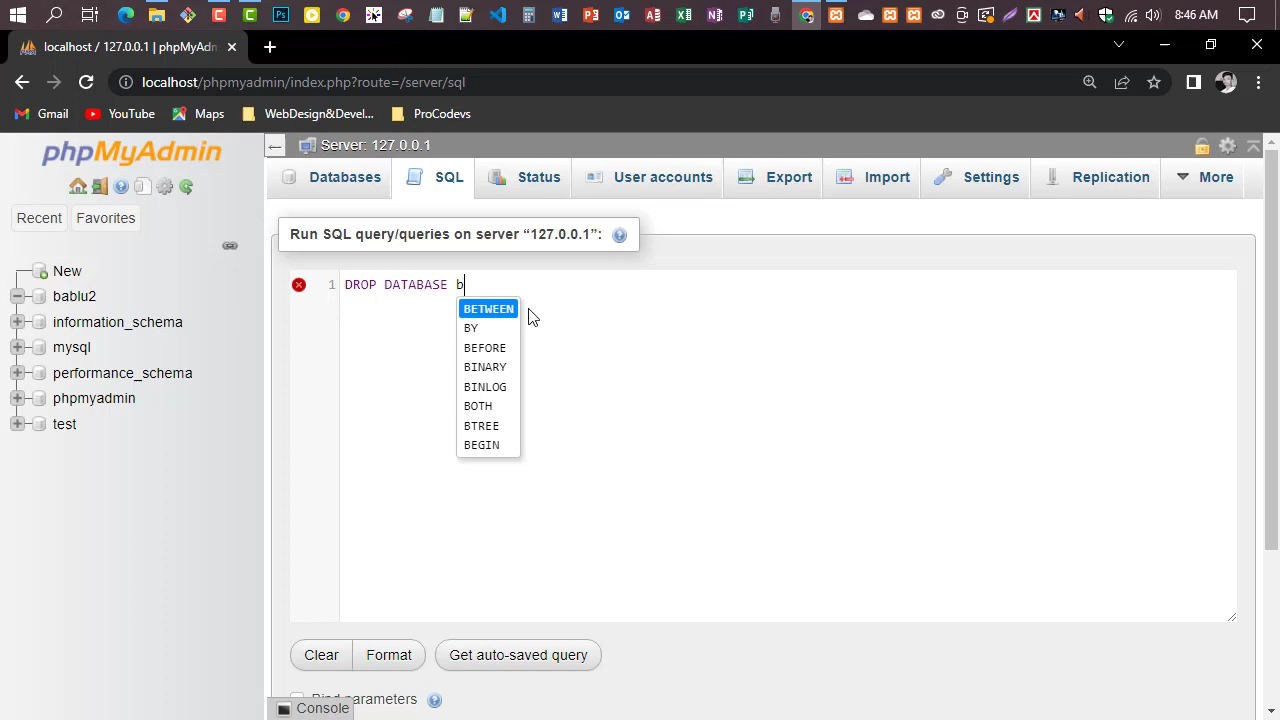 8:46 AM
localhost / 127.0.0.1 | phpMyAdn
localhost/phpmyadmin/index.php?route=/server/sql
Gmail YouTube Maps WebDesign&Devel... ProCodevs
phpMyAdmin
Recent Favorites
New
bablu2
information_schema
mysql
performance_schema
phpmyadmin
test
Server: 127.0.0.1
Databases SQL Status User accounts Export Import Settings Replication More
Run SQL query/queries on server “127.0.0.1”:
1 DROP DATABASE b
BETWEEN
BY
BEFORE
BINARY
BINLOG
BOTH
BTREE
BEGIN
Clear Format Get auto-saved query
Bind parameters
Console